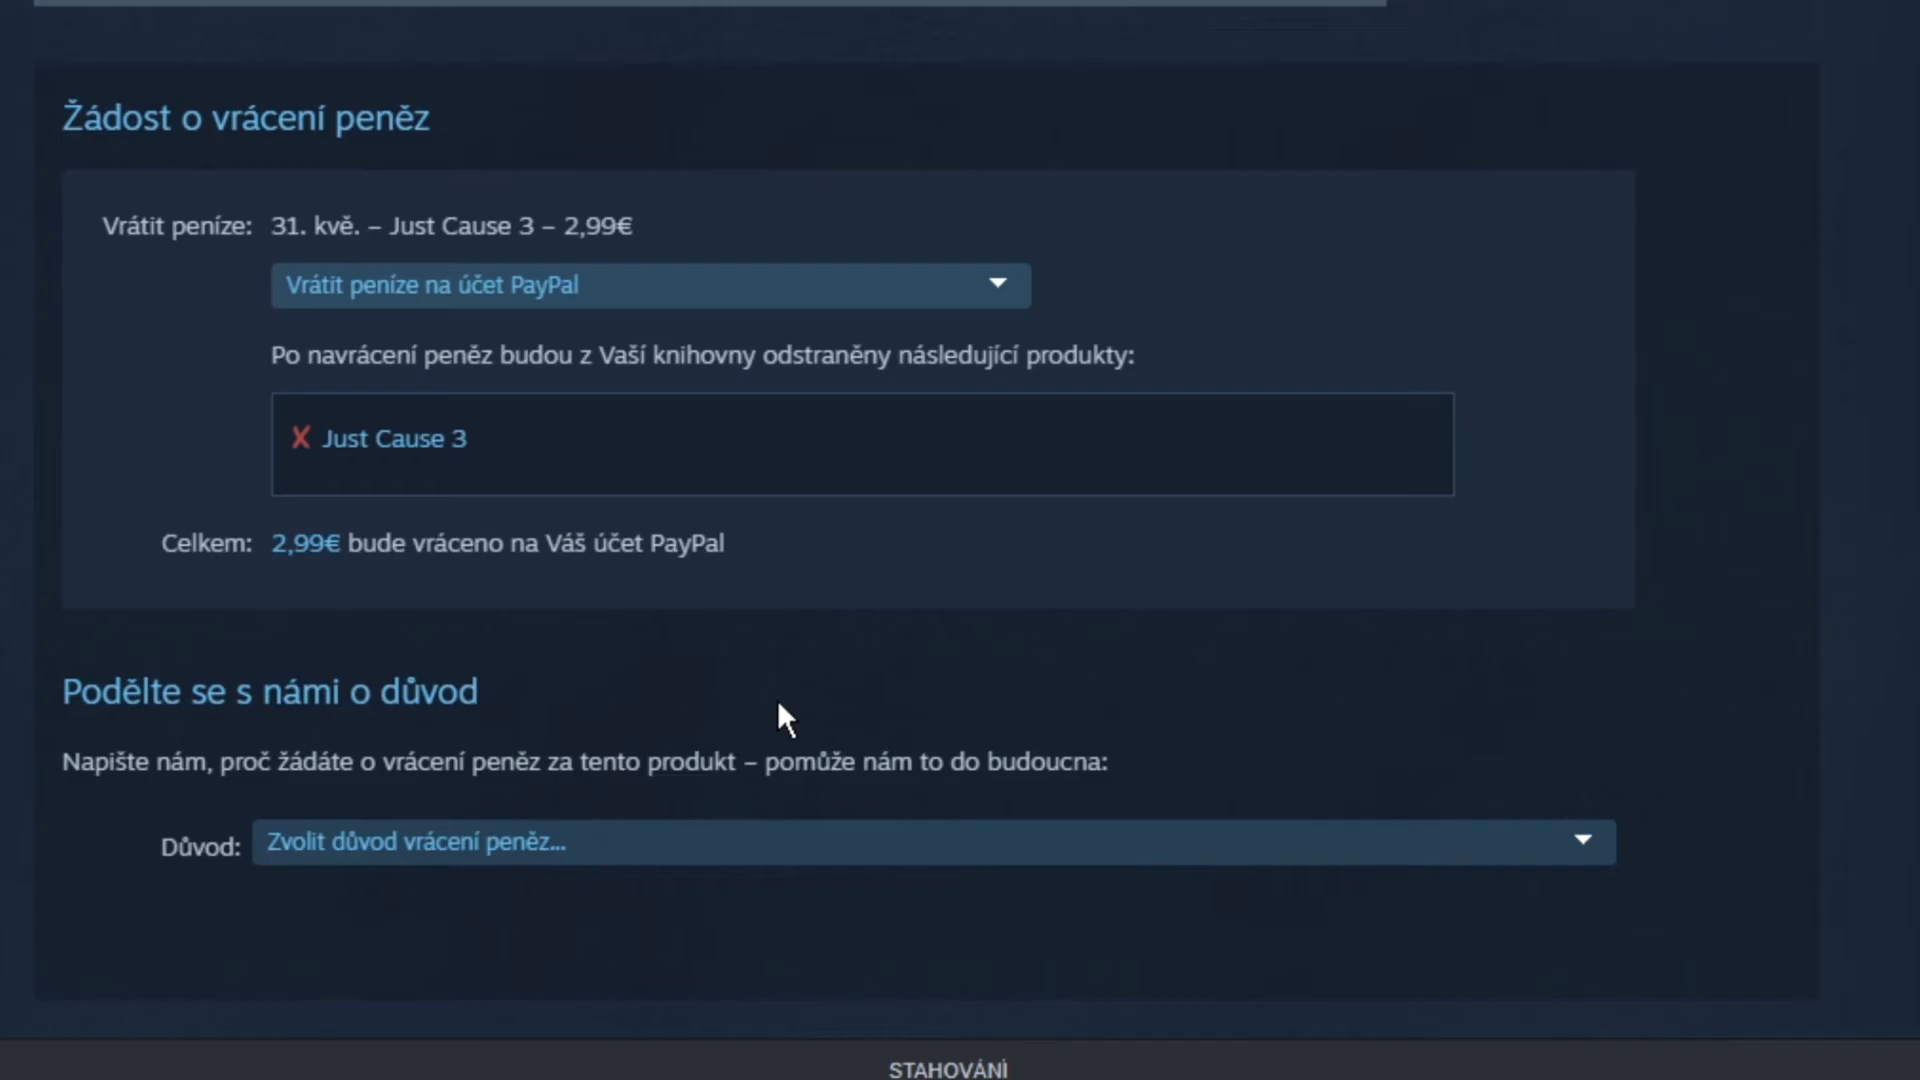 Žádost o vrácení peněz
Vrátit peníze: 31. kvě. – Just Cause 3 – 2,99€
Vrátit peníze na účet PayPal
Po navrácení peněz budou z Vaší knihovny odstraněny následující produkty:
X Just Cause 3
Celkem: 2,99€ bude vráceno na Váš účet PayPal
Podělte se s námi o důvod
Napište nám, proč žádáte o vrácení peněz za tento produkt – pomůže nám to do budoucna:
Důvod: Zvolit důvod vrácení peněz...
STAHOVÁNÍ